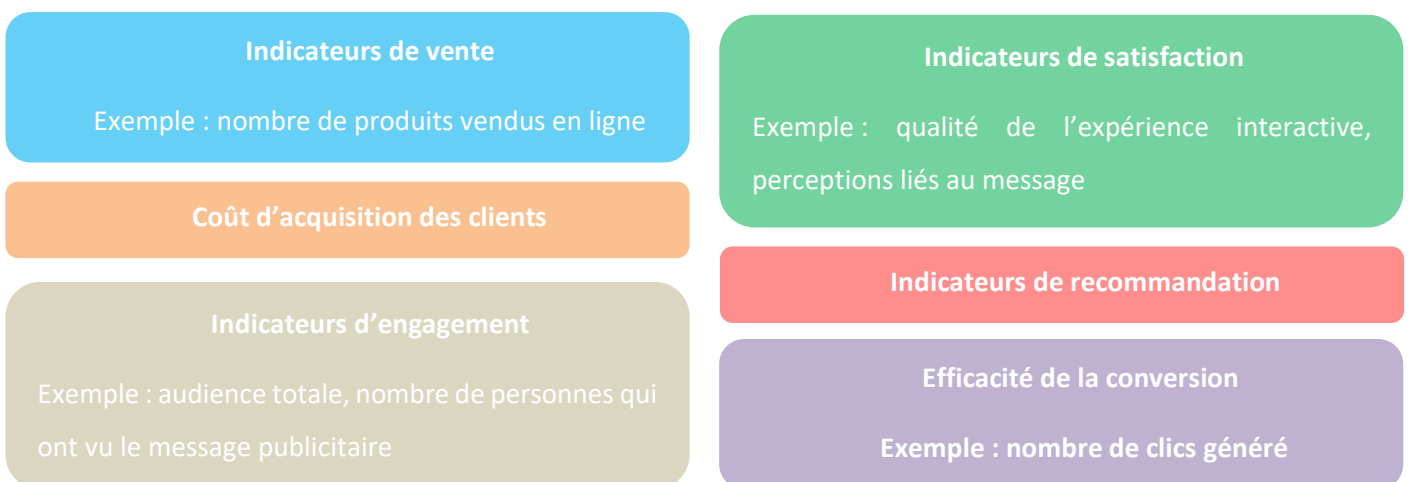 Indicateurs de vente
Exemple : nombre de produits vendus en ligne
Coût d’acquisition des clients
Indicateurs d’engagement
Exemple : audience totale, nombre de personnes qui
ont vu le message publicitaire
Indicateurs de satisfaction
Exemple : qualité de l’expérience interactive,
perceptions liés au message
Indicateurs de recommandation
Efficacité de la conversion
Exemple : nombre de clics généré